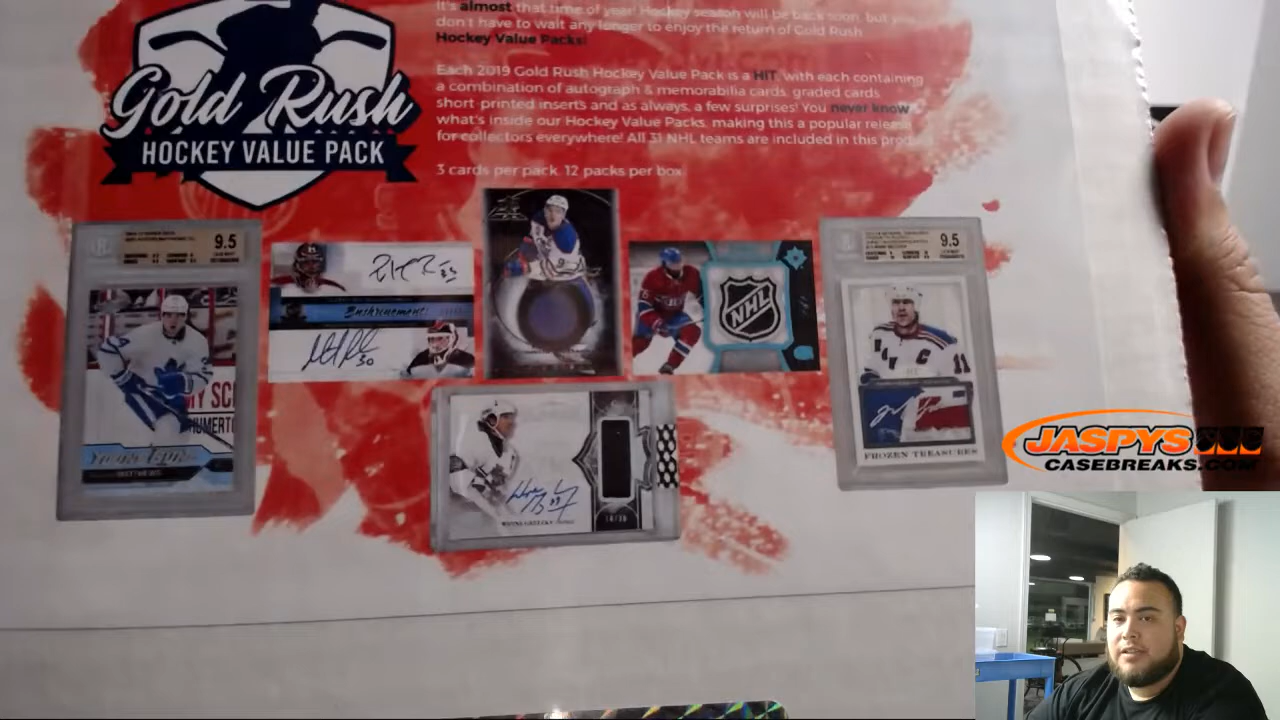 It's almost that time of year! Hockey season will be back soon, but you
don't have to wait any longer to enjoy the return of Gold Rush
Hockey Value Packs!
Gold Rush
HOCKEY VALUE PACK
Each 2019 Gold Rush Hockey Value Pack is a HIT, with each containing
a combination of autograph & memorabilia cards, graded cards,
short-printed inserts and as always, a few surprises! You never know
what's inside our Hockey Value Packs, making this a popular release
for collectors everywhere! All 31 NHL teams are included in this product.
3 cards per pack. 12 packs per box.
9.5
9.5
Enshrinements
NHL
C
11
FROZEN TREASURES
JASPYS
CASEBREAKS.COM